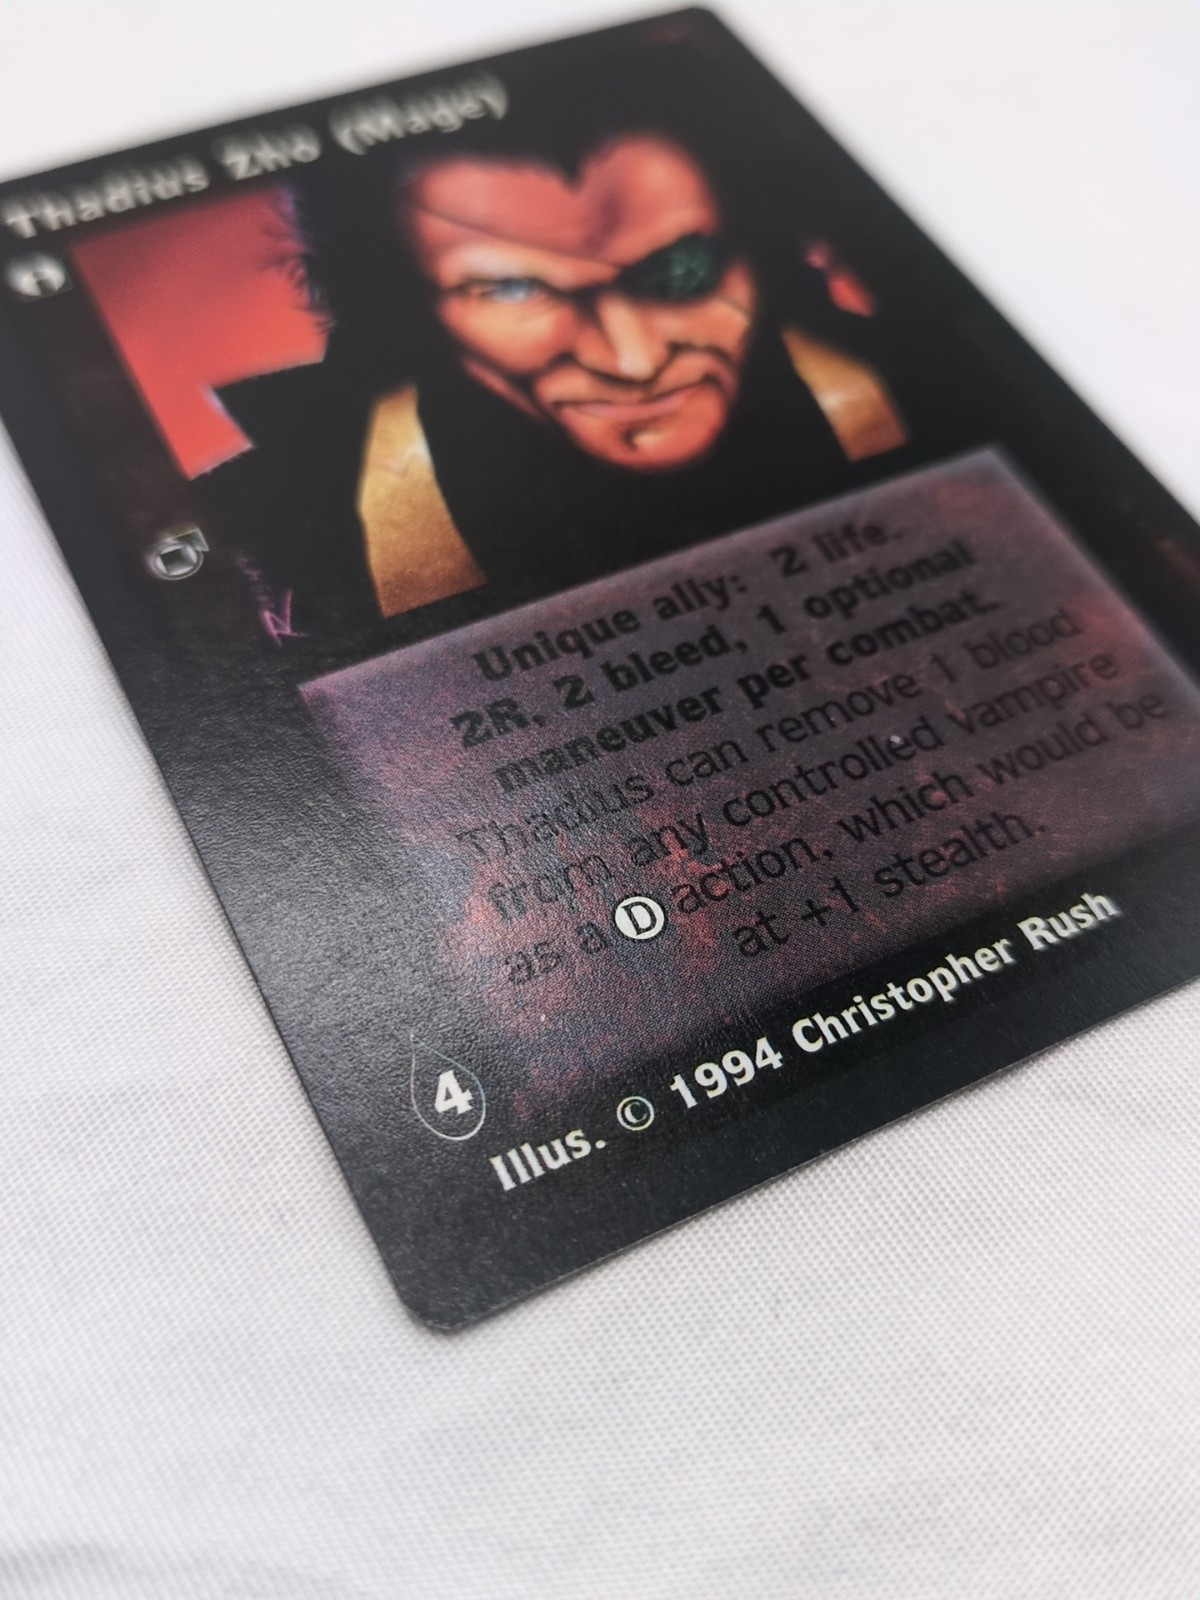 Thadius Zho (Mage)
Unique ally: 2 life.
2R, 2 bleed, 1 optional
maneuver per combat.
Thadius can remove 1 blood
from any controlled vampire
as a D action, which would be
at +1 stealth.
4
Illus. © 1994 Christopher Rush